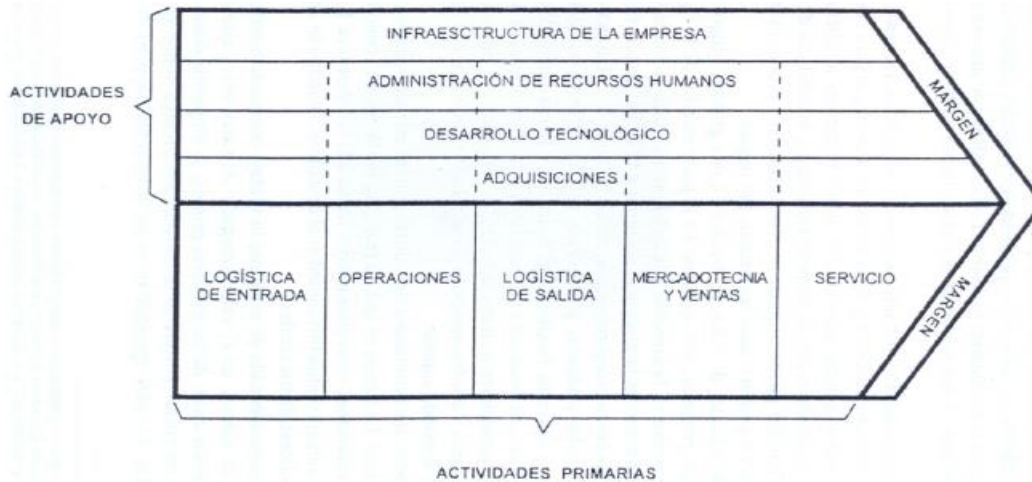 INFRAESCTRUCTURA DE LA EMPRESA
ADMINISTRACIÓN DE RECURSOS HUMANOS
ACTIVIDADES
DE APOYO
DESARROLLO TECNOLÓGICO
ADQUISICIONES
MARGEN
LOGÍSTICA
DE ENTRADA
OPERACIONES
LOGÍSTICA
DE SALIDA
MERCADOTECNIA
Y VENTAS
SERVICIO
MARGEN
ACTIVIDADES PRIMARIAS